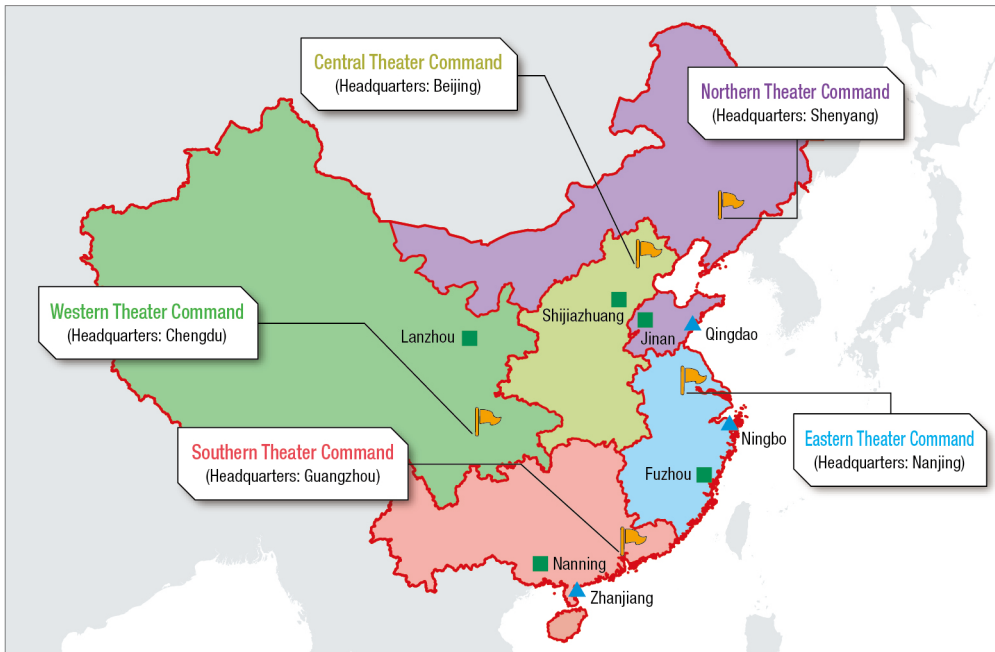 Central Theater Command
(Headquarters: Beijing)
Northern Theater Command
(Headquarters: Shenyang)
Western Theater Command
(Headquarters: Chengdu)
Lanzhou
Shijiazhuang
Jinan
Qingdao
Southern Theater Command
(Headquarters: Guangzhou)
Ningbo
Eastern Theater Command
(Headquarters: Nanjing)
Fuzhou
Nanning
Zhanjiang